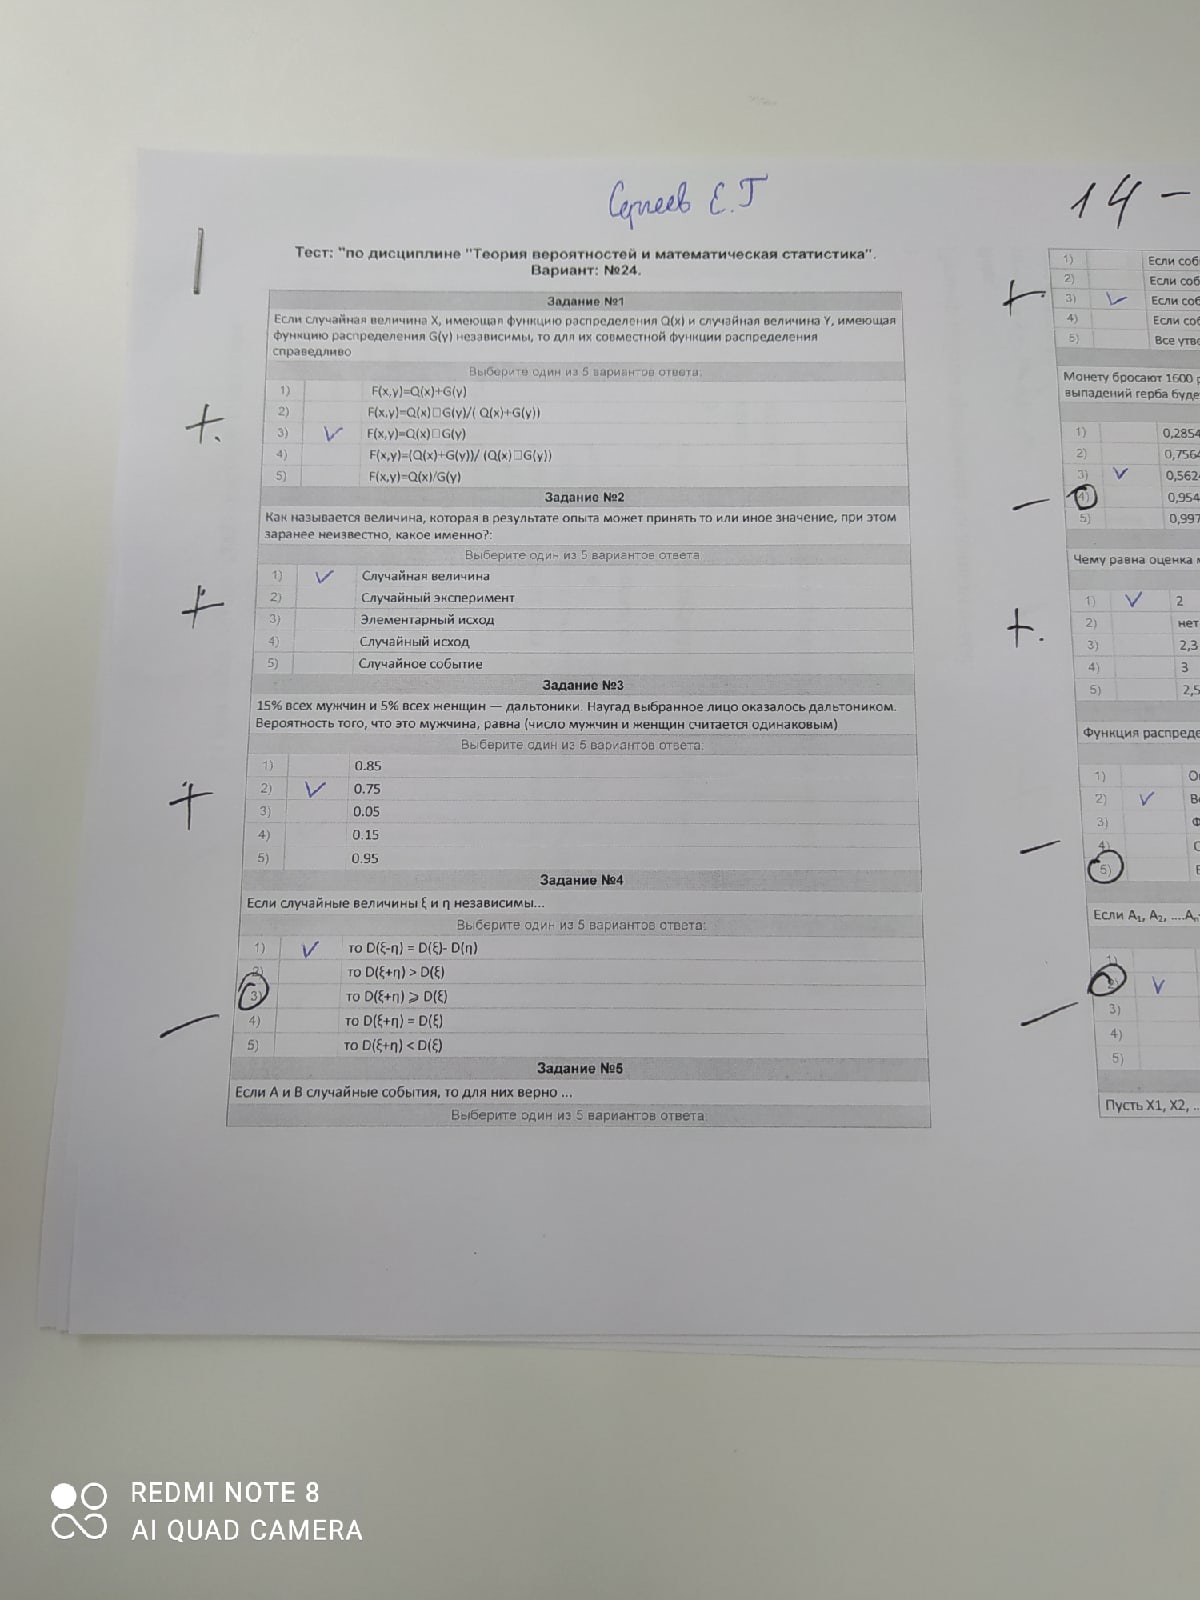 Сергеев Е.Г
14 -
Тест: "по дисциплине "Теория вероятностей и математическая статистика".
Вариант: №24.
Задание №1
Если случайная величина X, имеющая функцию распределения Q(x) и случайная величина Y, имеющая
функцию распределения G(y) независимы, то для их совместной функции распределения
справедливо
Выберите один из 5 вариантов ответа:
1) F(x,y)=Q(x)+G(y)
2) F(x,y)=Q(x)□G(y)/( Q(x)+G(y))
+. 3) ✓ F(x,y)=Q(x)□G(y)
4) F(x,y)=(Q(x)+G(y))/ (Q(x)□G(y))
5) F(x,y)=Q(x)/G(y)
Задание №2
Как называется величина, которая в результате опыта может принять то или иное значение, при этом
заранее неизвестно, какое именно?:
Выберите один из 5 вариантов ответа
1) ✓ Случайная величина
+ 2) Случайный эксперимент
3) Элементарный исход
4) Случайный исход
5) Случайное событие
Задание №3
15% всех мужчин и 5% всех женщин — дальтоники. Наугад выбранное лицо оказалось дальтоником.
Вероятность того, что это мужчина, равна (число мужчин и женщин считается одинаковым)
Выберите один из 5 вариантов ответа:
1) 0.85
+ 2) ✓ 0.75
3) 0.05
4) 0.15
5) 0.95
Задание №4
Если случайные величины ξ и η независимы...
Выберите один из 5 вариантов ответа:
1) ✓ то D(ξ-η) = D(ξ)- D(η)
2) то D(ξ+η) > D(ξ)
3) то D(ξ+η) ⩾ D(ξ)
— 4) то D(ξ+η) = D(ξ)
5) то D(ξ+η) < D(ξ)
Задание №5
Если A и B случайные события, то для них верно ...
Выберите один из 5 вариантов ответа:
1) Если соб
2) Если соб
+ 3) ✓ Если соб
4) Если соб
5) Все утв
Монету бросают 1600
выпадений герба буде
1) 0,2854
2) 0,7564
3) ✓ 0,562
— 4) 0,954
5) 0,997
Чему равна оценка
1) ✓ 2
+. 2) нет
3) 2,3
4) 3
5) 2,5
Функция распреде
1)
2) ✓
3)
— 4)
5)
Если A₁, A₂, ....Aₙ
1)
2) ✓
— 3)
4)
5)
Пусть X1, X2, ..
REDMI NOTE 8
AI QUAD CAMERA